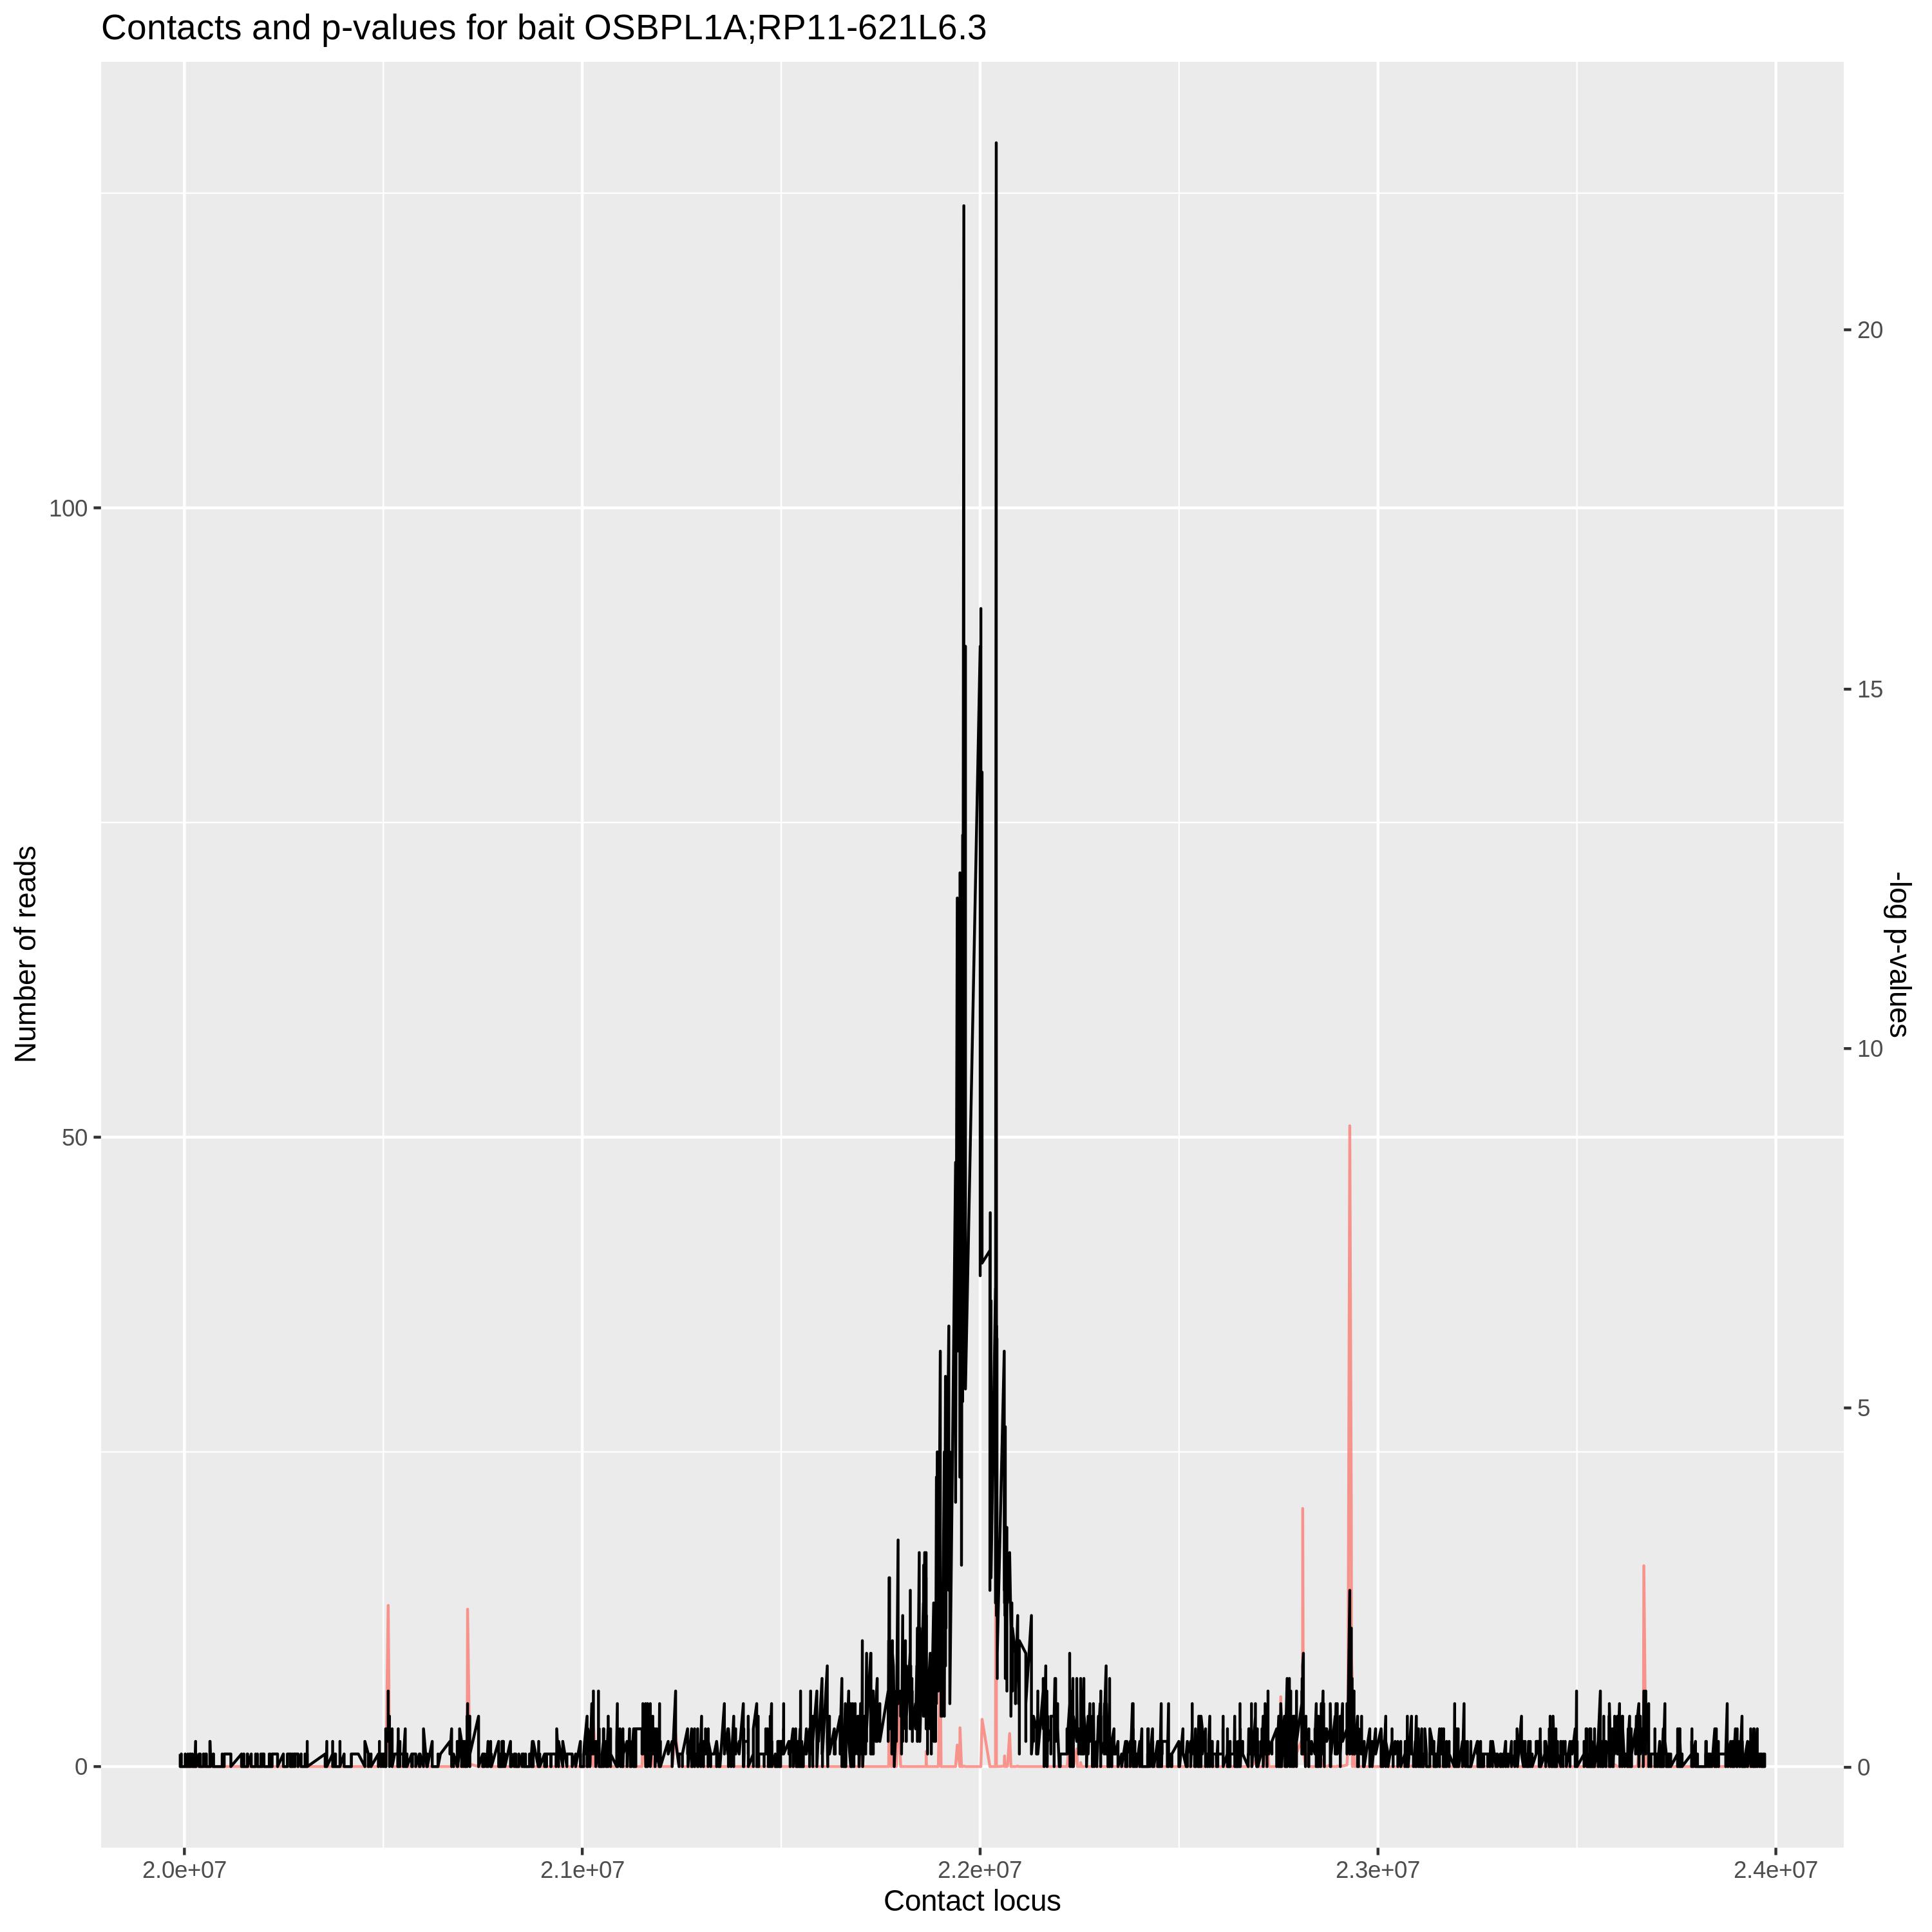 Contacts and p-values for bait OSBPL1A;RP11-621L6.3
Number of reads
100
50
0
20
15
10
5
0
-log p-values
2.0e+07 2.1e+07 2.2e+07 2.3e+07 2.4e+07
Contact locus